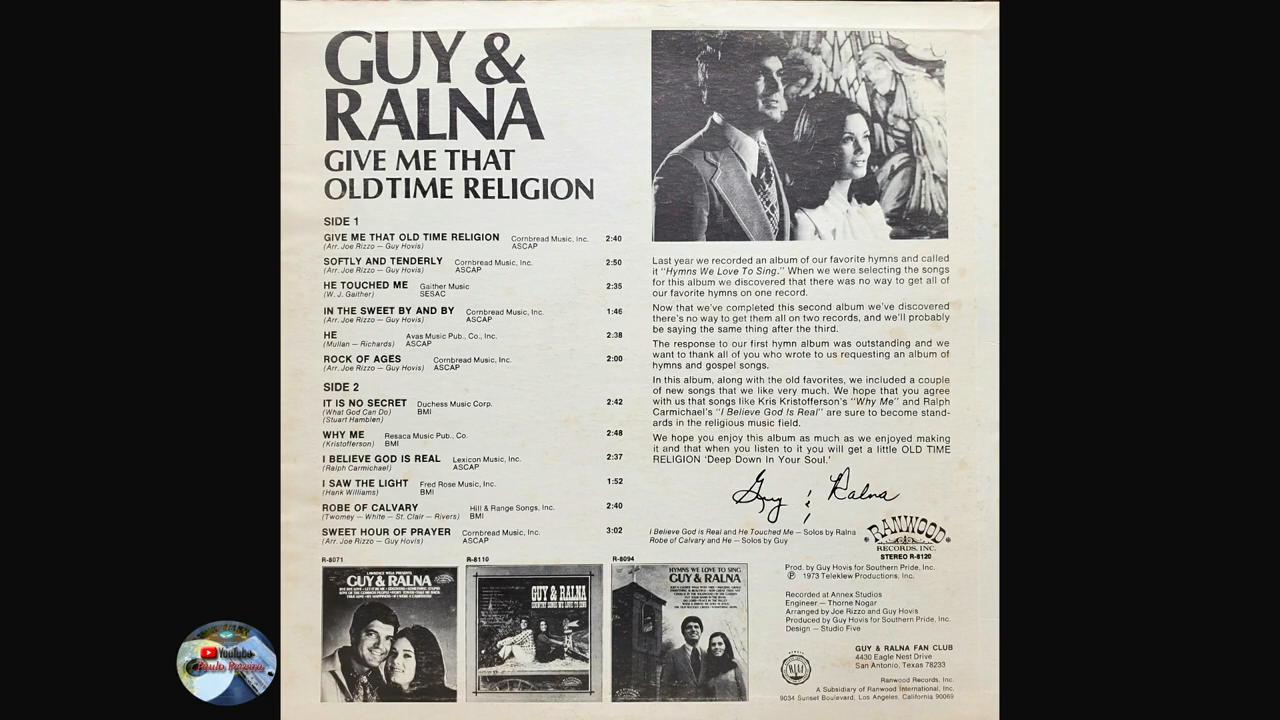 GUY &
RALNA
GIVE ME THAT
OLD TIME RELIGION
SIDE 1
GIVE ME THAT OLD TIME RELIGION Cornbread Music, Inc. 2:40
(Arr. Joe Rizzo — Guy Hovis) ASCAP
SOFTLY AND TENDERLY Cornbread Music, Inc. 2:50
(Arr. Joe Rizzo — Guy Hovis) ASCAP
HE TOUCHED ME Gaither Music 2:35
(W. J. Gaither) SESAC
IN THE SWEET BY AND BY Cornbread Music, Inc. 1:46
(Arr. Joe Rizzo — Guy Hovis) ASCAP
HE Avas Music Pub., Co., Inc. 2:38
(Mullan — Richards) ASCAP
ROCK OF AGES Cornbread Music, Inc. 2:00
(Arr. Joe Rizzo — Guy Hovis) ASCAP
SIDE 2
IT IS NO SECRET Duchess Music Corp. 2:42
(What God Can Do) BMI
(Stuart Hamblen)
WHY ME Resaca Music Pub., Co. 2:48
(Kristofferson) BMI
I BELIEVE GOD IS REAL Lexicon Music, Inc. 2:37
(Ralph Carmichael) ASCAP
I SAW THE LIGHT Fred Rose Music, Inc. 1:52
(Hank Williams) BMI
ROBE OF CALVARY Hill & Range Songs, Inc. 2:40
(Twomey — White — St. Clair — Rivers) BMI
SWEET HOUR OF PRAYER Cornbread Music, Inc. 3:02
(Arr. Joe Rizzo — Guy Hovis) ASCAP
Last year we recorded an album of our favorite hymns and called
it "Hymns We Love To Sing." When we were selecting the songs
for this album we discovered that there was no way to get all of
our favorite hymns on one record.
Now that we've completed this second album we've discovered
there's no way to get them all on two records, and we'll probably
be saying the same thing after the third.
The response to our first hymn album was outstanding and we
want to thank all of you who wrote to us requesting an album of
hymns and gospel songs.
In this album, along with the old favorites, we included a couple
of new songs that we like very much. We hope that you agree
with us that songs like Kris Kristofferson's "Why Me" and Ralph
Carmichael's "I Believe God Is Real" are sure to become stand-
ards in the religious music field.
We hope you enjoy this album as much as we enjoyed making
it and that when you listen to it you will get a little OLD TIME
RELIGION 'Deep Down In Your Soul.'
Guy & Ralna
I Believe God is Real and He Touched Me — Solos by Ralna
Robe of Calvary and He — Solos by Guy
RANWOOD
RECORDS, INC.
STEREO R-8120
Prod. by Guy Hovis for Southern Pride, Inc.
Ⓟ 1973 Teleklew Productions, Inc.
Recorded at Annex Studios
Engineer — Thorne Nogar
Arranged by Joe Rizzo and Guy Hovis
Produced by Guy Hovis for Southern Pride, Inc.
Design — Studio Five
GUY & RALNA FAN CLUB
4430 Eagle Nest Drive
San Antonio, Texas 78233
Ranwood Records, Inc.
A Subsidiary of Ranwood International, Inc.
9034 Sunset Boulevard, Los Angeles, California 90069
R-8071
LAWRENCE WELK PRESENTS
GUY & RALNA
R-8110
GUY & RALNA
COUNTRY SONGS WE LOVE TO SING
R-8094
HYMNS WE LOVE TO SING
GUY & RALNA
YouTube